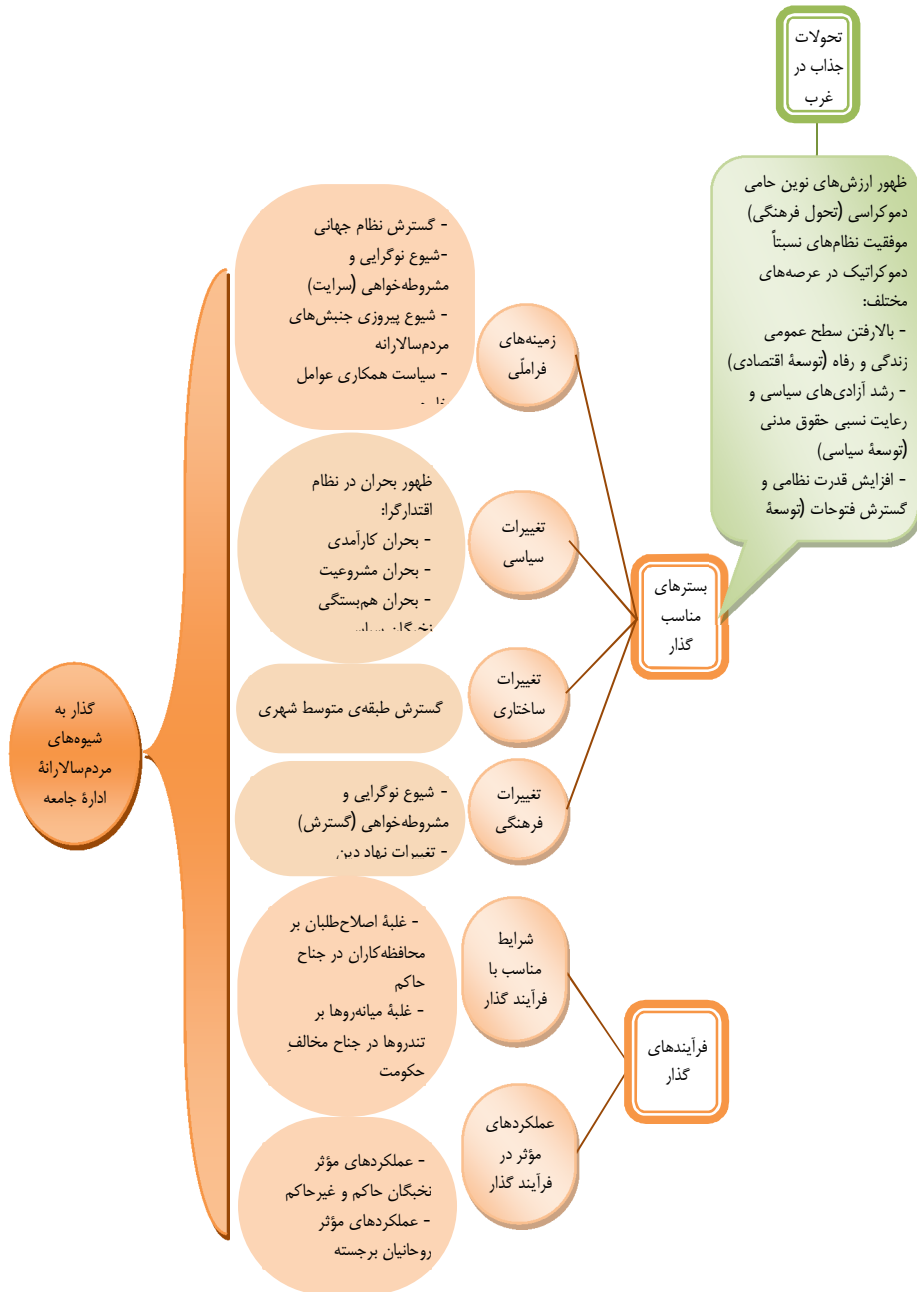 تحولات
جذاب در
غرب
ظهور ارزش‌های نوین حامی
دموکراسی (تحول فرهنگی)
موفقیت نظام‌های نسبتاً
دموکراتیک در عرصه‌های
مختلف:
- بالارفتن سطح عمومی
زندگی و رفاه (توسعهٔ اقتصادی)
- رشد آزادی‌های سیاسی و
رعایت نسبی حقوق مدنی
(توسعهٔ سیاسی)
- افزایش قدرت نظامی و
گسترش فتوحات (توسعهٔ
بسترهای
مناسب
گذار
زمینه‌های
فراملّی
- گسترش نظام جهانی
-شیوع نوگرایی و
مشروطه‌خواهی (سرایت)
- شیوع پیروزی جنبش‌های
مردم‌سالارانه
- سیاست همکاری عوامل
تغییرات
سیاسی
ظهور بحران در نظام
اقتدارگرا:
- بحران کارآمدی
- بحران مشروعیت
- بحران هم‌بستگی
نخبگان سیاسی
تغییرات
ساختاری
گسترش طبقه‌ی متوسط شهری
تغییرات
فرهنگی
- شیوع نوگرایی و
مشروطه‌خواهی (گسترش)
- تغییرات نهاد دین
فرآیندهای
گذار
شرایط
مناسب با
فرآیند گذار
- غلبهٔ اصلاح‌طلبان بر
محافظه‌کاران در جناح
حاکم
- غلبهٔ میانه‌روها بر
تندروها در جناح مخالفِ
حکومت
عملکردهای
مؤثر در
فرآیند گذار
- عملکردهای مؤثر
نخبگان حاکم و غیرحاکم
- عملکردهای مؤثر
روحانیان برجسته
گذار به
شیوه‌های
مردم‌سالارانهٔ
ادارهٔ جامعه